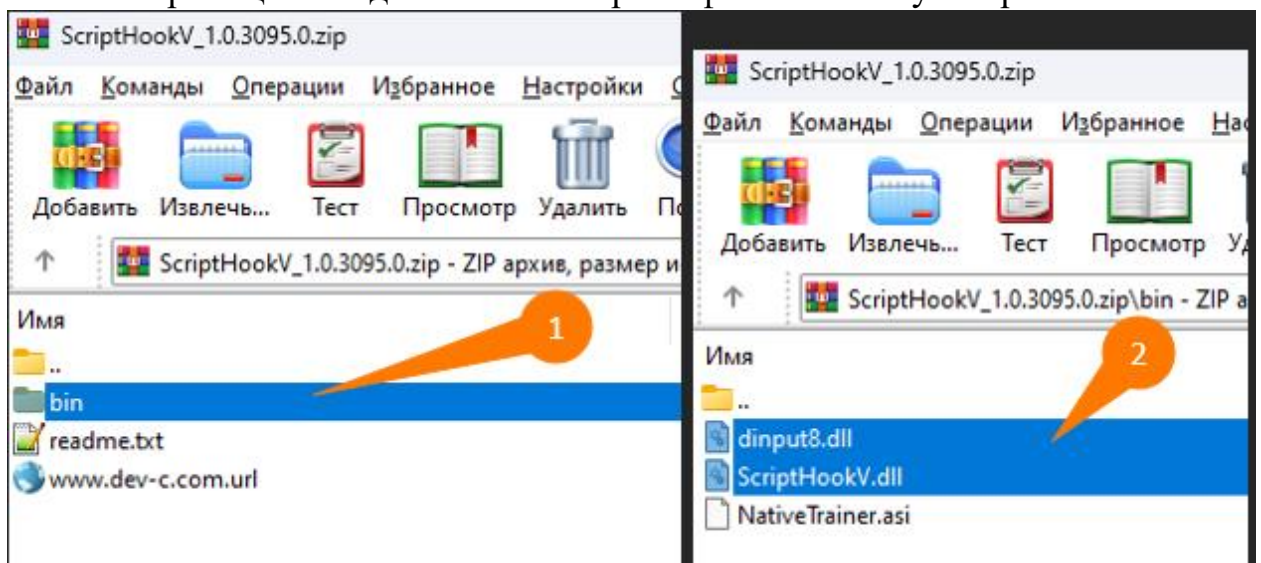 ScriptHookV_1.0.3095.0.zip
Файл Команды Операции Избранное Настройки
Добавить Извлечь... Тест Просмотр Удалить
ScriptHookV_1.0.3095.0.zip - ZIP архив, размер и
Имя
..
bin
readme.txt
www.dev-c.com.url
1
ScriptHookV_1.0.3095.0.zip
Файл Команды Операции Избранное Нас
Добавить Извлечь... Тест Просмотр
ScriptHookV_1.0.3095.0.zip\bin - ZIP а
Имя
..
dinput8.dll
ScriptHookV.dll
NativeTrainer.asi
2